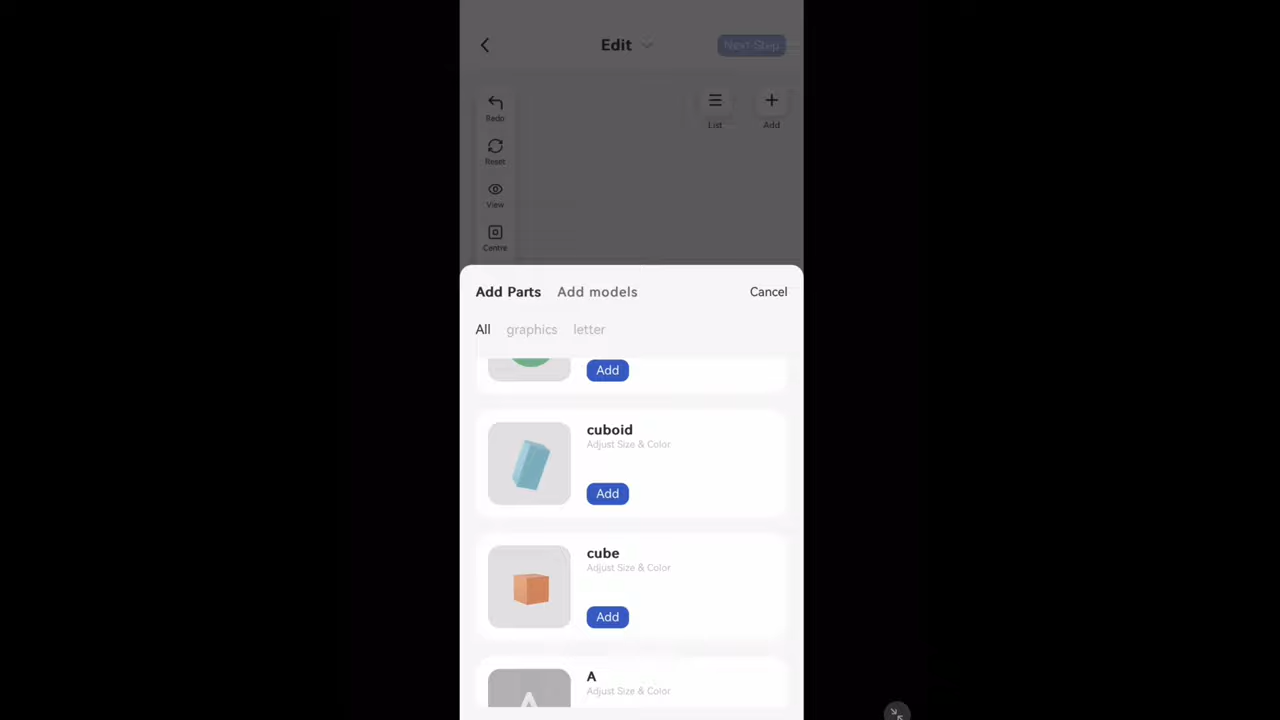 Edit
Next Step
Redo
List
Add
Reset
View
Centre
Add Parts
Add models
Cancel
All
graphics
letter
Add
cuboid
Adjust Size & Color
Add
cube
Adjust Size & Color
Add
A
A
Adjust Size & Color